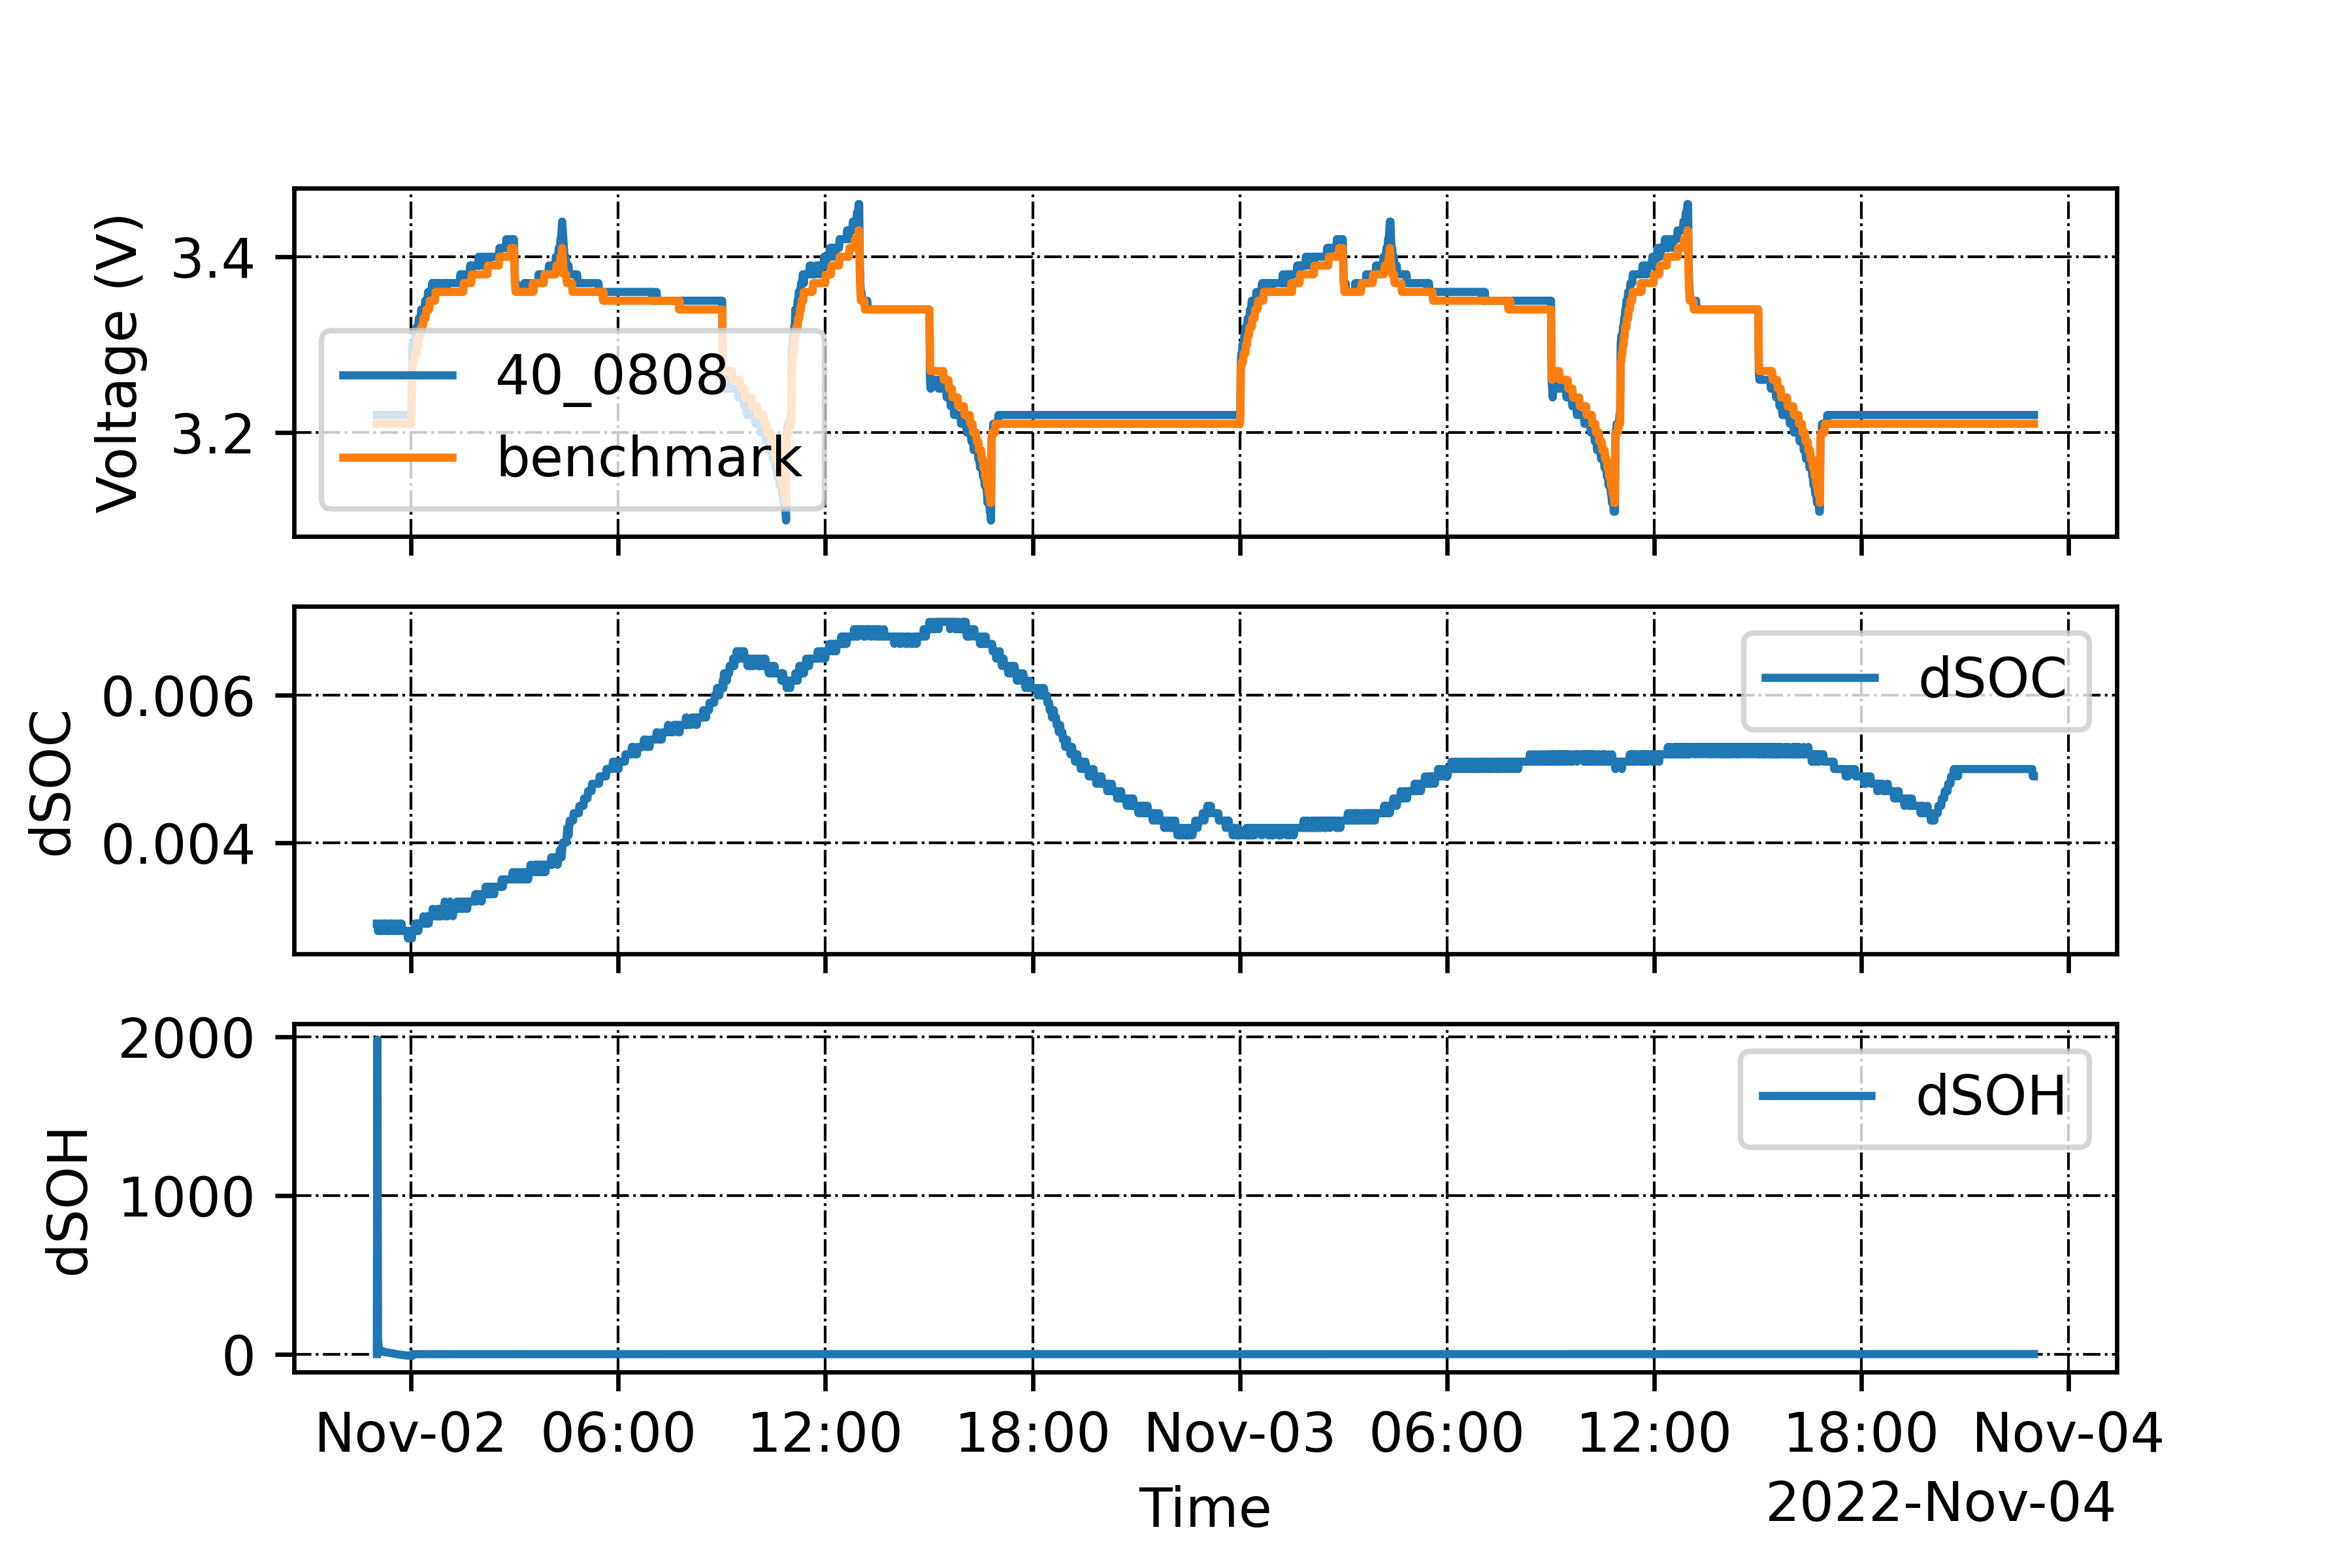 Voltage (V)
3.4
3.2
40_0808
benchmark
dSOC
0.006
0.004
dSOC
dSOH
2000
1000
0
dSOH
Nov-02 06:00 12:00 18:00 Nov-03 06:00 12:00 18:00 Nov-04
Time
2022-Nov-04